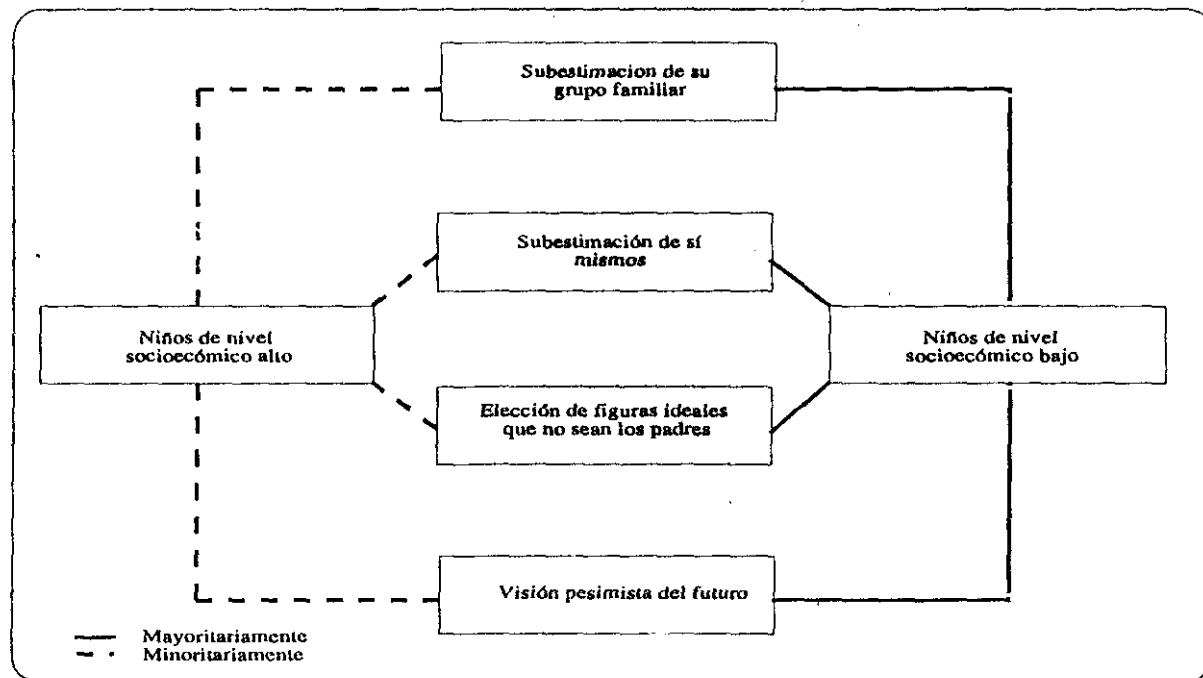 Subestimacion de su
grupo familiar
Subestimación de sí
mismos
Niños de nivel
socioecómico alto
Niños de nivel
socioecómico bajo
Elección de figuras ideales
que no sean los padres
Visión pesimista del futuro
Mayoritariamente
Minoritariamente